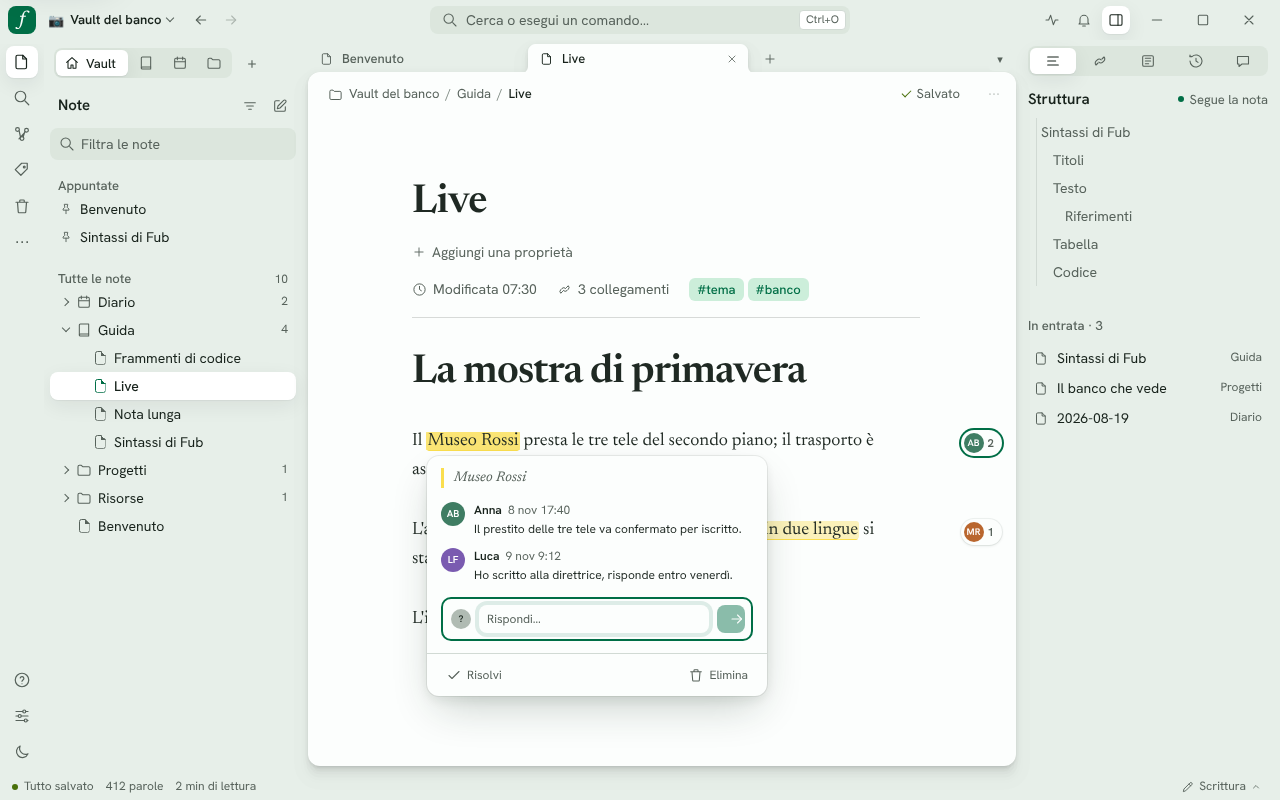 Vault del banco
Cerca o esegui un comando...
Ctrl+O
Vault
Note
Filtra le note
Appuntate
Benvenuto
Sintassi di Fub
Tutte le note 10
Diario 2
Guida 4
Frammenti di codice
Live
Nota lunga
Sintassi di Fub
Progetti 1
Risorse 1
Benvenuto
Tutto salvato 412 parole 2 min di lettura
Benvenuto
Live
Vault del banco / Guida / Live
Salvato
Live
Aggiungi una proprietà
Modificata 07:30 3 collegamenti #tema #banco
La mostra di primavera
Il Museo Rossi presta le tre tele del secondo piano; il trasporto è
AB 2
in due lingue si
MR 1
Museo Rossi
AB Anna 8 nov 17:40
Il prestito delle tre tele va confermato per iscritto.
LF Luca 9 nov 9:12
Ho scritto alla direttrice, risponde entro venerdì.
? Rispondi...
Risolvi
Elimina
Struttura
Segue la nota
Sintassi di Fub
Titoli
Testo
Riferimenti
Tabella
Codice
In entrata · 3
Sintassi di Fub Guida
Il banco che vede Progetti
2026-08-19 Diario
Scrittura